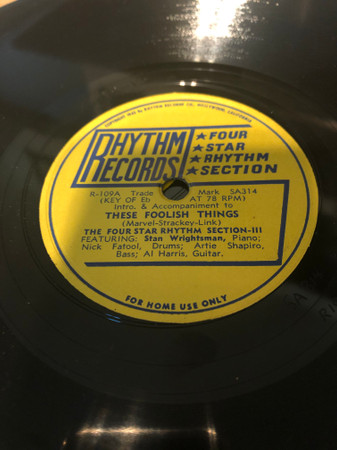 RHYTHM RECORDS
★ FOUR
★ STAR
★ RHYTHM
★ SECTION
R-109A Trade Mark SA314
(KEY OF Eb AT 78 RPM)
Intro. & Accompaniment to
THESE FOOLISH THINGS
(Marvel-Strackey-Link)
THE FOUR STAR RHYTHM SECTION-III
FEATURING: Stan Wrightsman, Piano;
Nick Fatool, Drums; Artie Shapiro,
Bass; Al Harris, Guitar.
FOR HOME USE ONLY